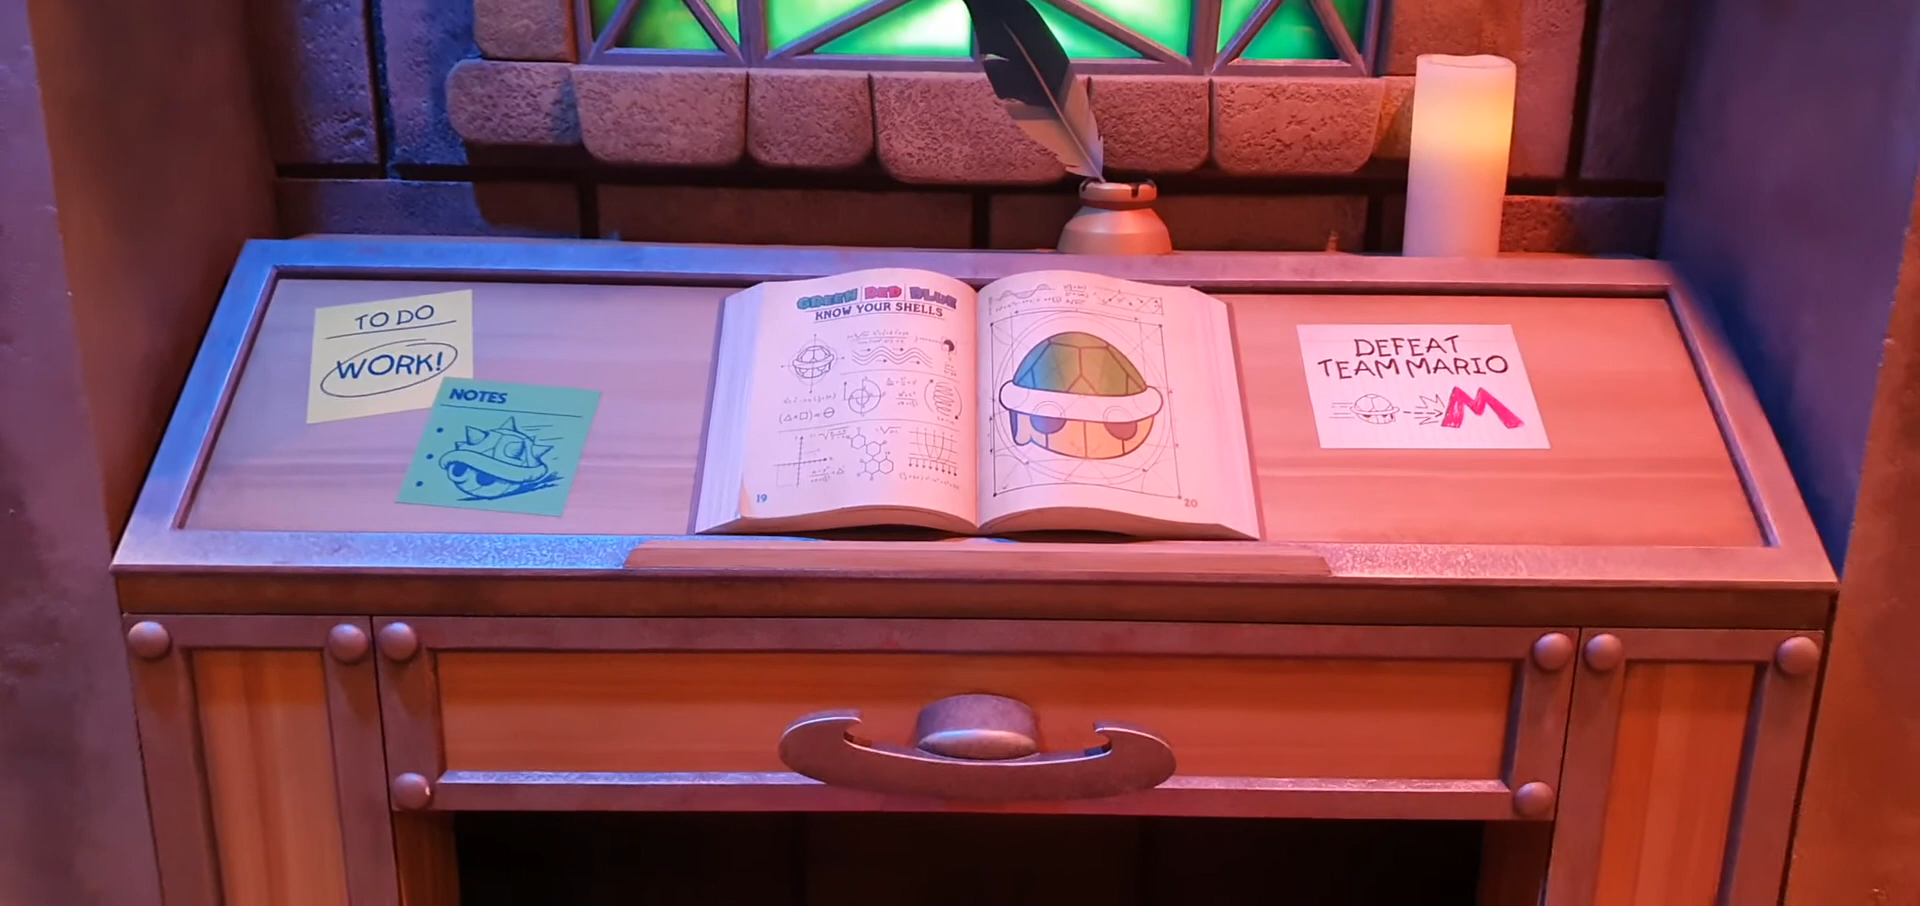 TO DO
WORK!
NOTES
GREEN RED BLUE
KNOW YOUR SHELLS
19
20
DEFEAT
TEAM MARIO
M